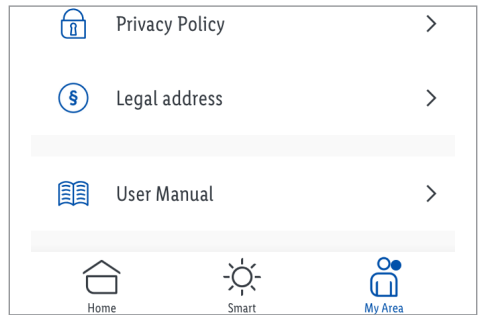 Privacy Policy
§ Legal address
User Manual
Home Smart My Area